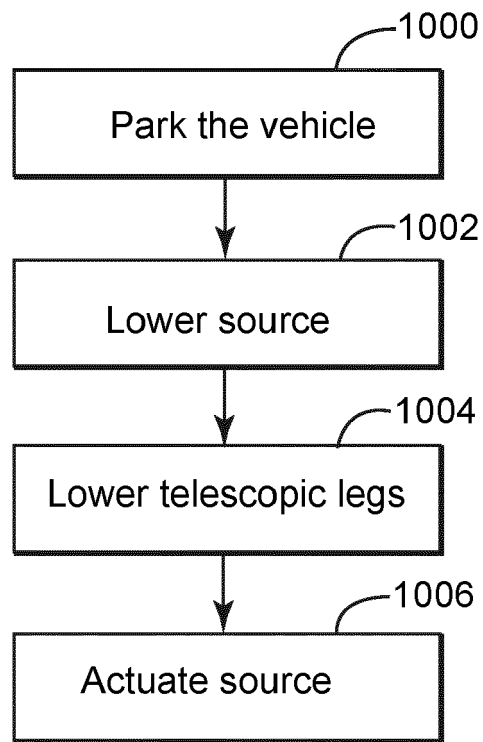 1000
Park the vehicle
1002
Lower source
1004
Lower telescopic legs
1006
Actuate source